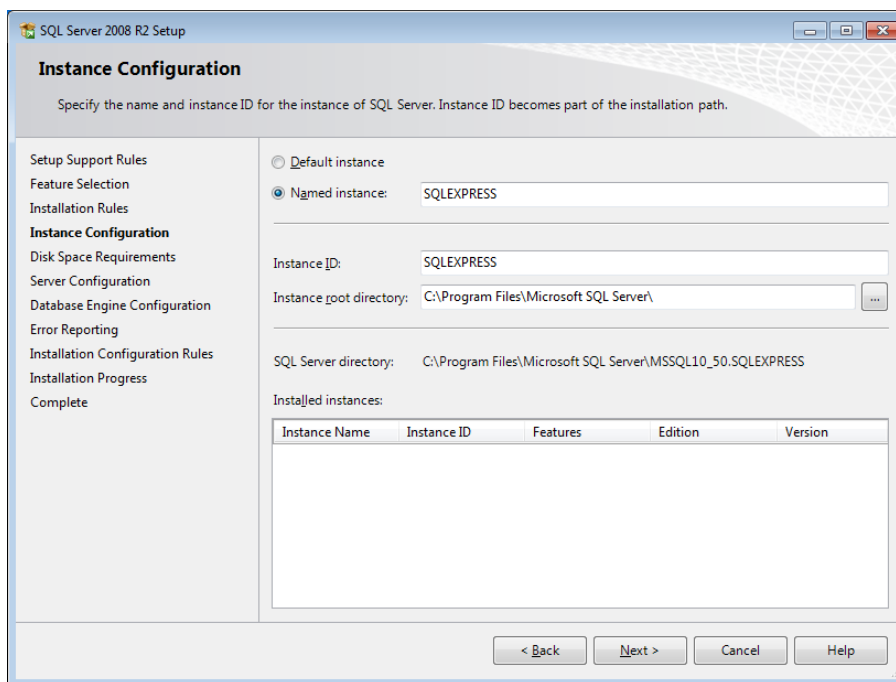 SQL Server 2008 R2 Setup
Instance Configuration
Specify the name and instance ID for the instance of SQL Server. Instance ID becomes part of the installation path.
Setup Support Rules
Feature Selection
Installation Rules
Instance Configuration
Disk Space Requirements
Server Configuration
Database Engine Configuration
Error Reporting
Installation Configuration Rules
Installation Progress
Complete
Default instance
Named instance: SQLEXPRESS
Instance ID: SQLEXPRESS
Instance root directory: C:\Program Files\Microsoft SQL Server\ ...
SQL Server directory: C:\Program Files\Microsoft SQL Server\MSSQL10_50.SQLEXPRESS
Installed instances:
Instance Name Instance ID Features Edition Version
< Back Next > Cancel Help